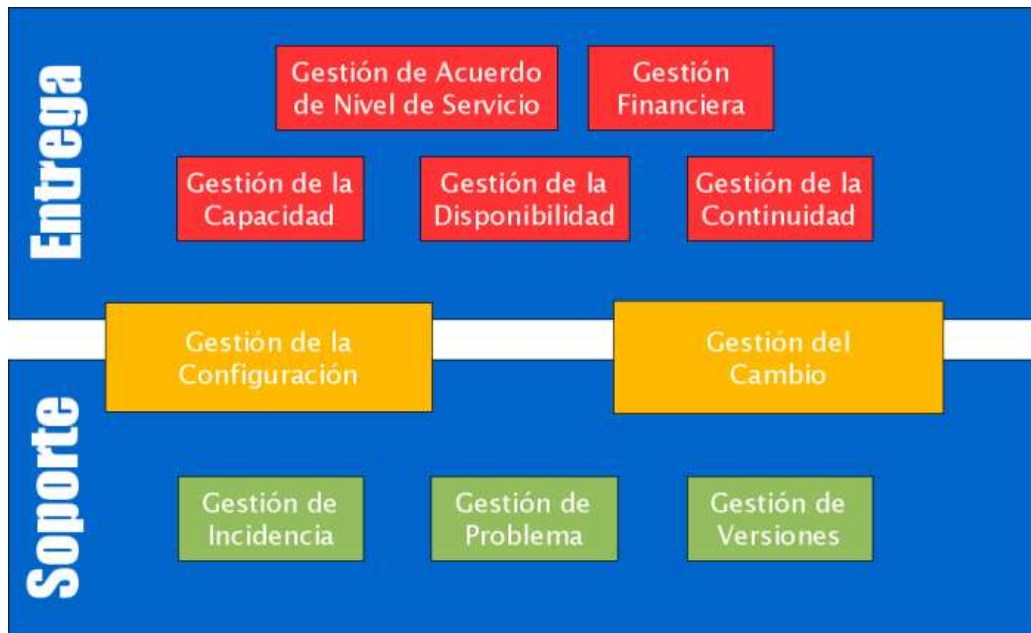 Entrega
Gestión de Acuerdo
de Nivel de Servicio
Gestión
Financiera
Gestión de la
Capacidad
Gestión de la
Disponibilidad
Gestión de la
Continuidad
Gestión de la
Configuración
Gestión del
Cambio
Soporte
Gestión de
Incidencia
Gestión de
Problema
Gestión de
Versiones